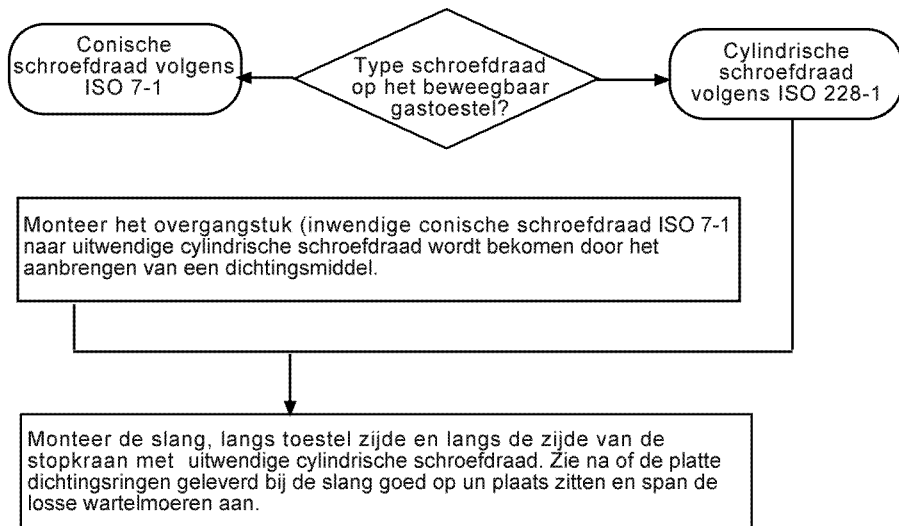 Conische
schroefdraad volgens
ISO 7-1
Type schroefdraad
op het beweegbaar
gastoestel?
Cylindrische
schroefdraad
volgens ISO 228-1
Monteer het overgangstuk (inwendige conische schroefdraad ISO 7-1
naar uitwendige cylindrische schroefdraad wordt bekomen door het
aanbrengen van een dichtingsmiddel.
Monteer de slang, langs toestel zijde en langs de zijde van de
stopkraan met uitwendige cylindrische schroefdraad. Zie na of de platte
dichtingsringen geleverd bij de slang goed op un plaats zitten en span de
losse wartelmoeren aan.